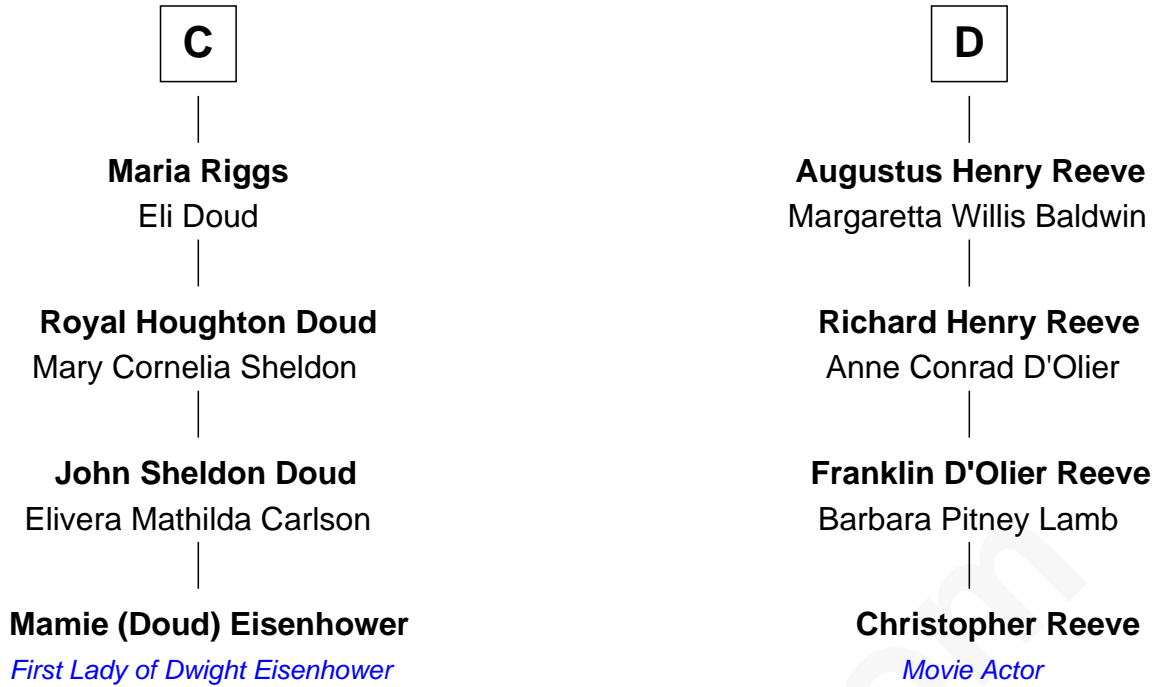 C
Maria Riggs
Eli Doud
Royal Houghton Doud
Mary Cornelia Sheldon
John Sheldon Doud
Elivera Mathilda Carlson
Mamie (Doud) Eisenhower
First Lady of Dwight Eisenhower
D
Augustus Henry Reeve
Margaretta Willis Baldwin
Richard Henry Reeve
Anne Conrad D'Olier
Franklin D'Olier Reeve
Barbara Pitney Lamb
Christopher Reeve
Movie Actor